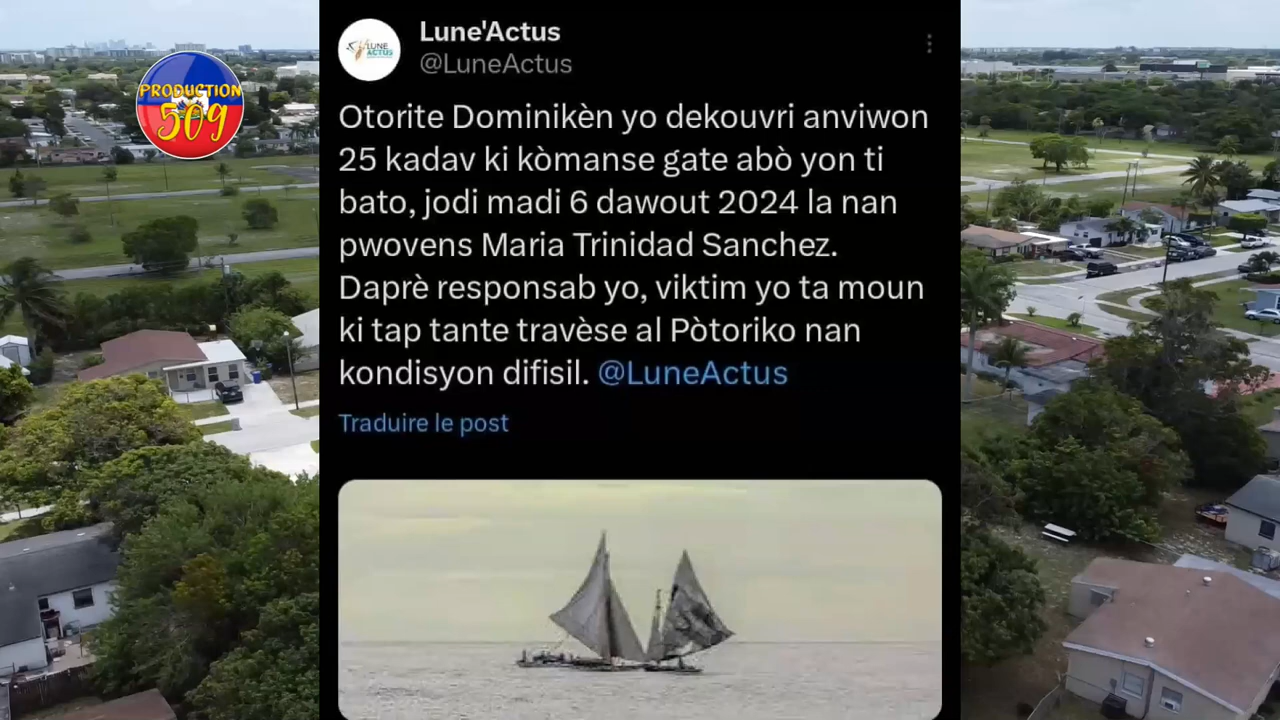 PRODUCTION
509
Lune'Actus
@LuneActus
LUNE
ACTUS
Otorite Dominikèn yo dekouvri anviwon
25 kadav ki kòmanse gate abò yon ti
bato, jodi madi 6 dawout 2024 la nan
pwovens Maria Trinidad Sanchez.
Daprè responsab yo, viktim yo ta moun
ki tap tante travèse al Pòtoriko nan
kondisyon difisil. @LuneActus
Traduire le post